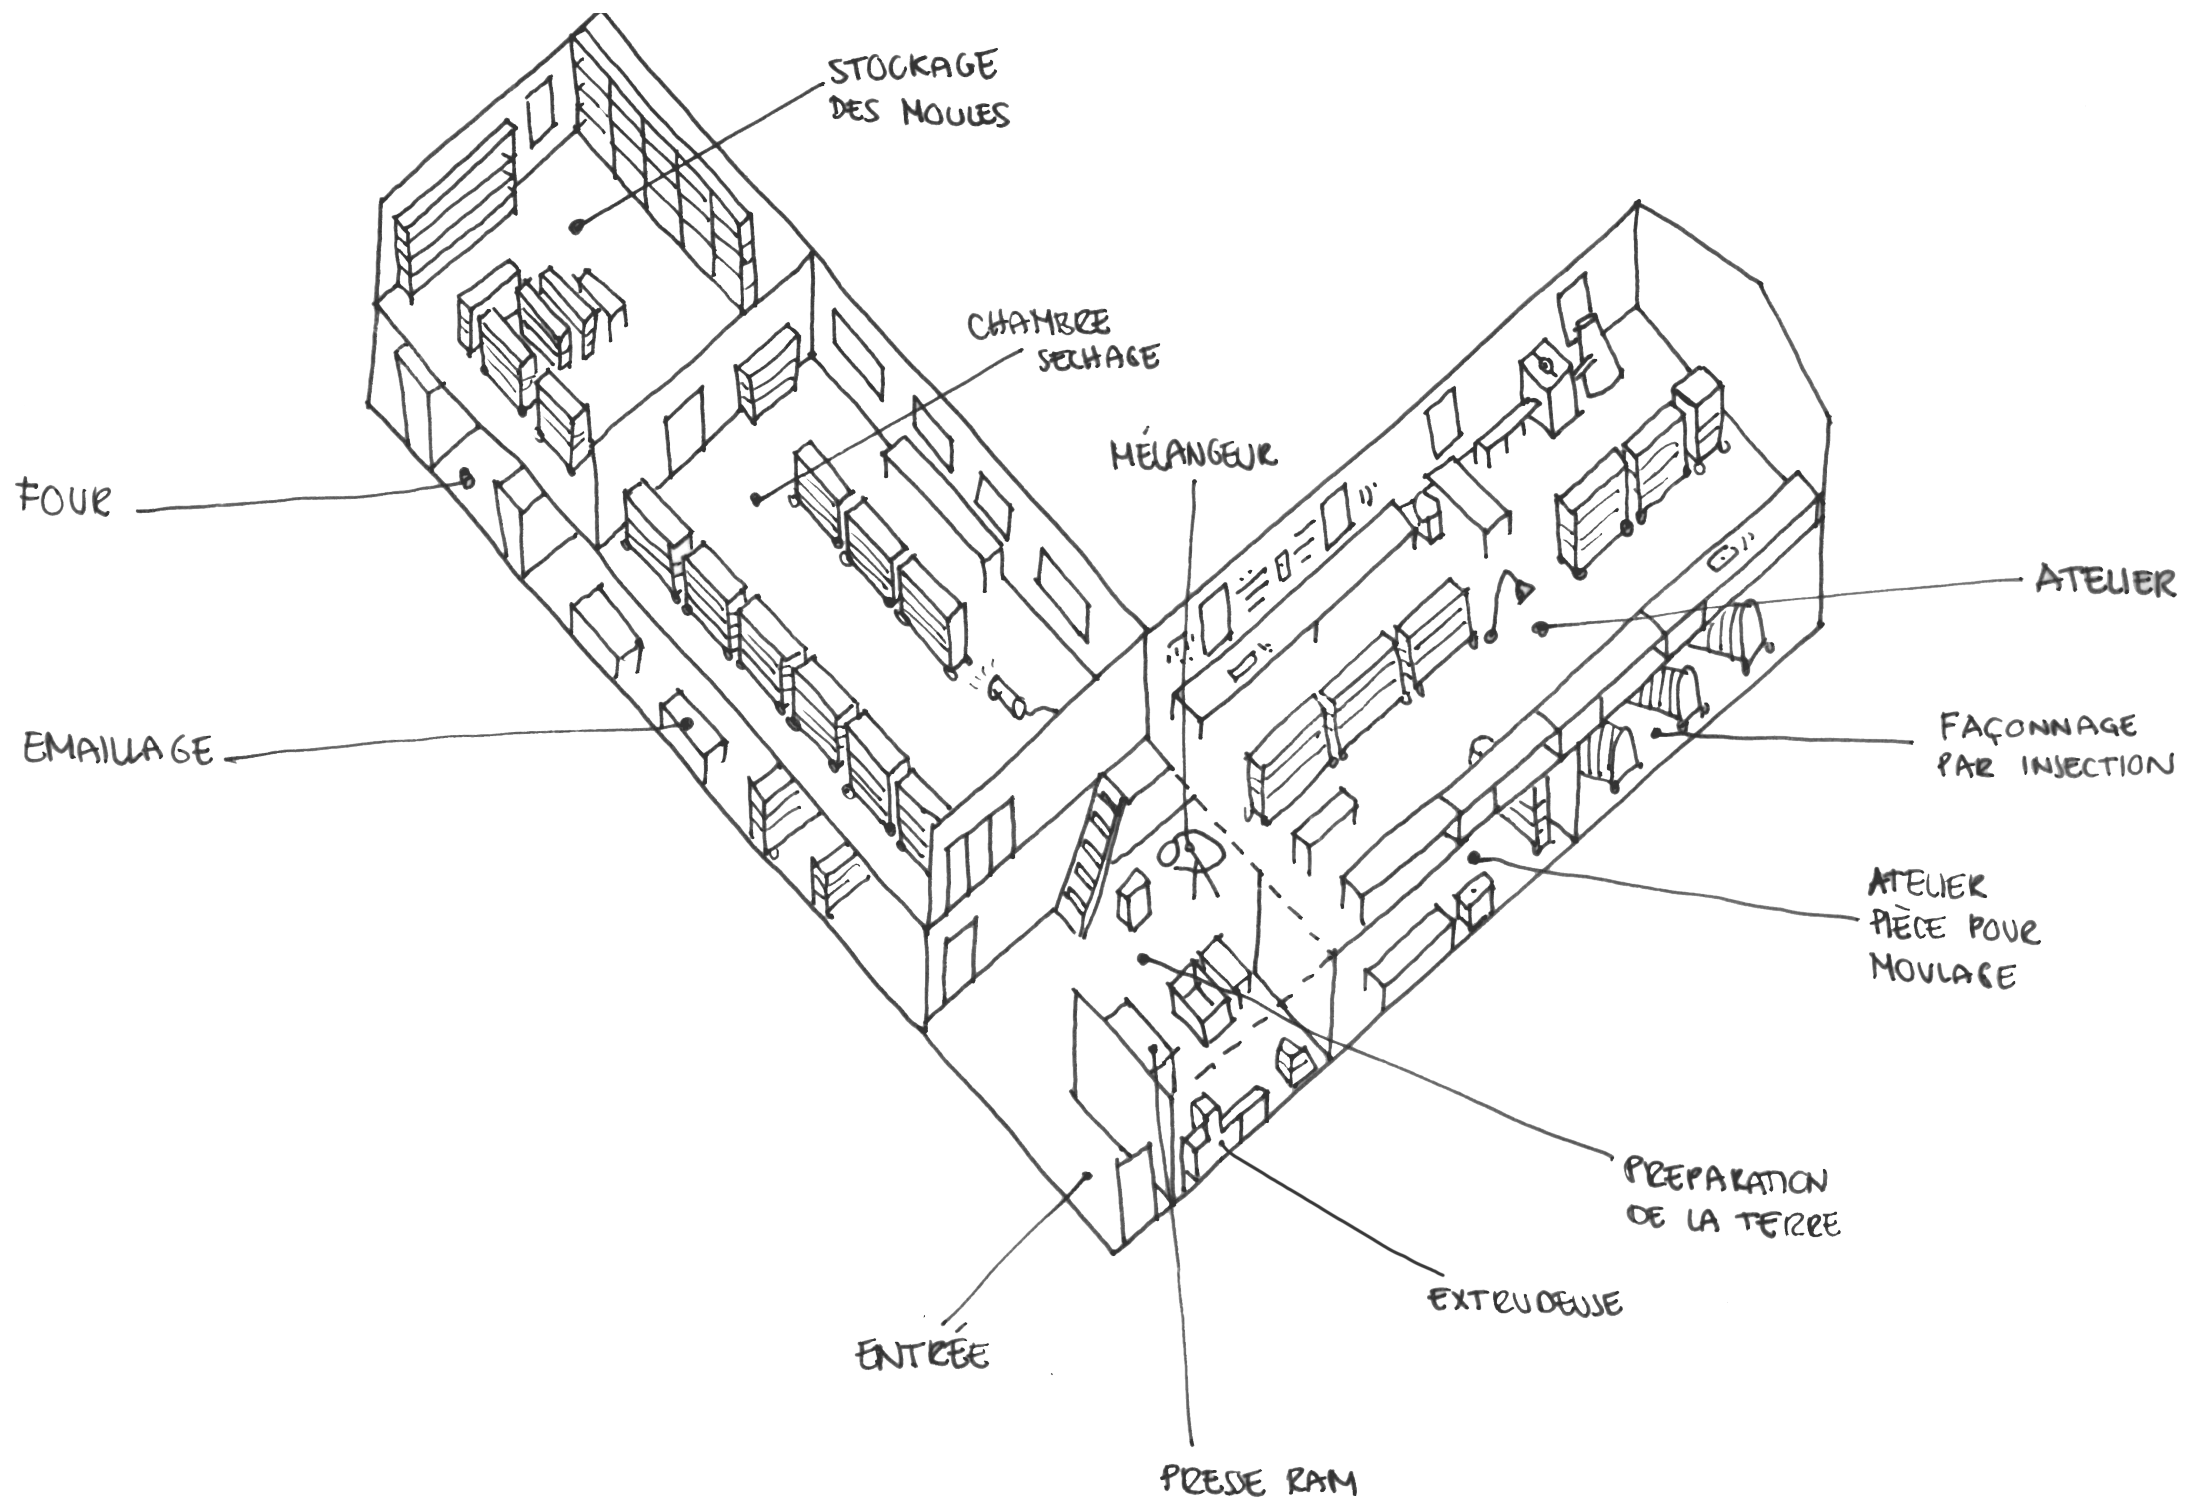 STOCKAGE
DES MOULES
CHAMBRE
SECHAGE
MÉLANGEUR
FOUR
ATELIER
EMAILLAGE
FAÇONNAGE
PAR INJECTION
ATELIER
PIÈCE POUR
MOULAGE
PREPARATION
DE LA TERRE
EXTRUDEUSE
ENTRÉE
PRESSE RAM